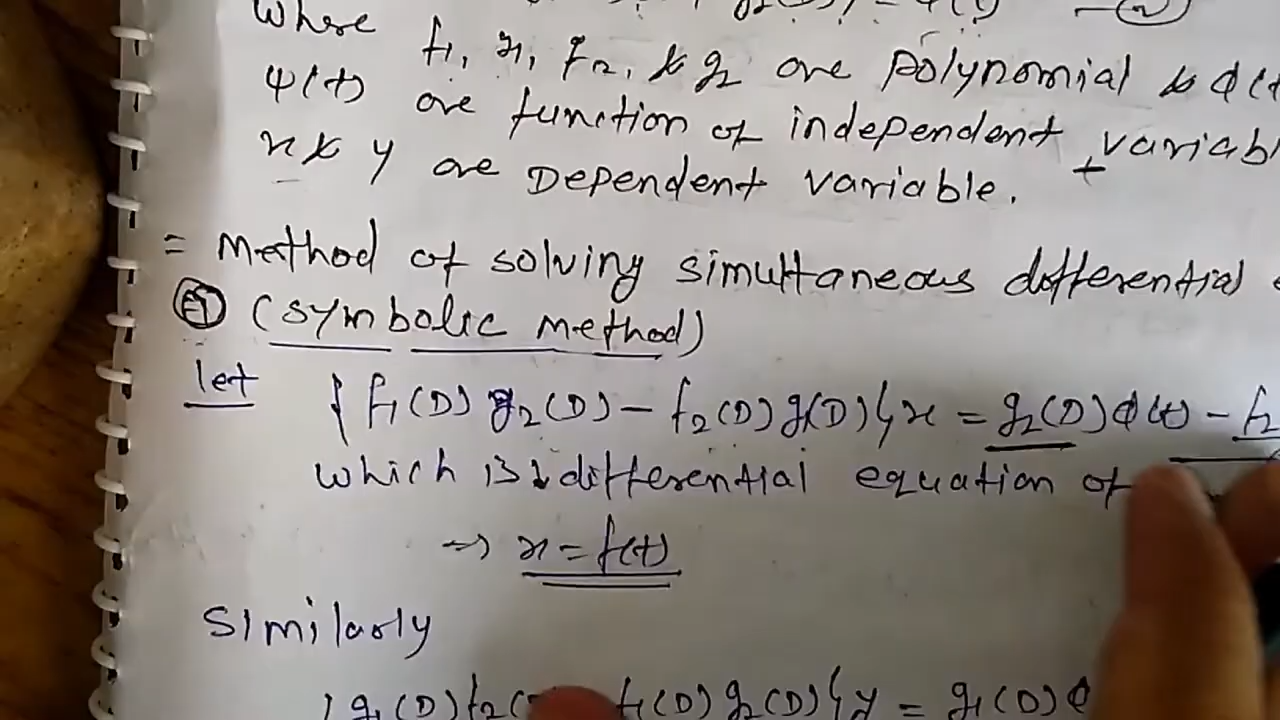 where
f1, g1, f2, & g2 are polynomial & ϕ(t
ψ(t) are function of independent variabl
t
x & y are Dependent variable.
= Method of solving simultaneous differential e
① (symbolic method)
let { f1(D) g2(D) - f2(D) g1(D) } x = g2(D) ϕ(t) - f2
which is differential equation of
=> x = f(t)
Similarly
{ g1(D) f2( f1(D) g2(D) } y = g1(D) ϕ